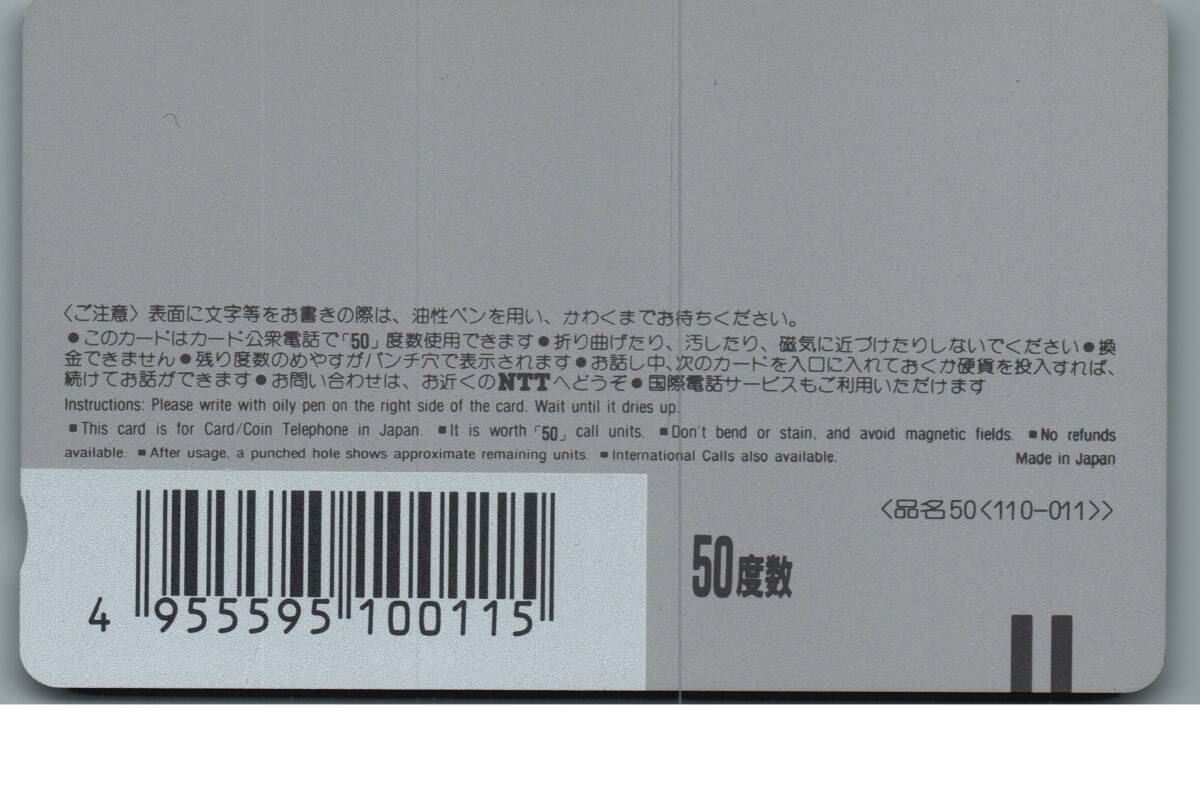 〈ご注意〉表面に文字等をお書きの際は、油性ペンを用い、かわくまでお待ちください。
●このカードはカード公衆電話で「50」度数使用できます●折り曲げたり、汚したり、磁気に近づけたりしないでください●換
金できません●残り度数のめやすがパンチ穴で表示されます●お話し中、次のカードを入口に入れておくか硬貨を投入すれば、
続けてお話ができます●お問い合わせは、お近くのNTTへどうぞ●国際電話サービスもご利用いただけます
Instructions: Please write with oily pen on the right side of the card. Wait until it dries up.
■This card is for Card/Coin Telephone in Japan. ■It is worth「50」call units. ■Don't bend or stain, and avoid magnetic fields. ■No refunds
available. ■After usage, a punched hole shows approximate remaining units. ■International Calls also available. Made in Japan
〈品名50〈110-011〉〉
50度数
4 955595 100115